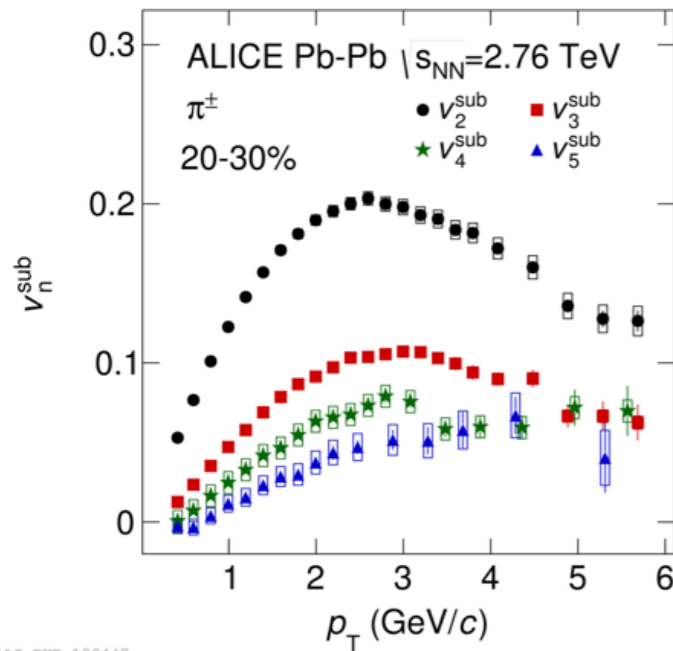 0.3
ALICE Pb-Pb √sNN=2.76 TeV
π±
v2sub
v3sub
20-30%
v4sub
v5sub
0.2
vnsub
0.1
0
1 2 3 4 5 6
pT (GeV/c)